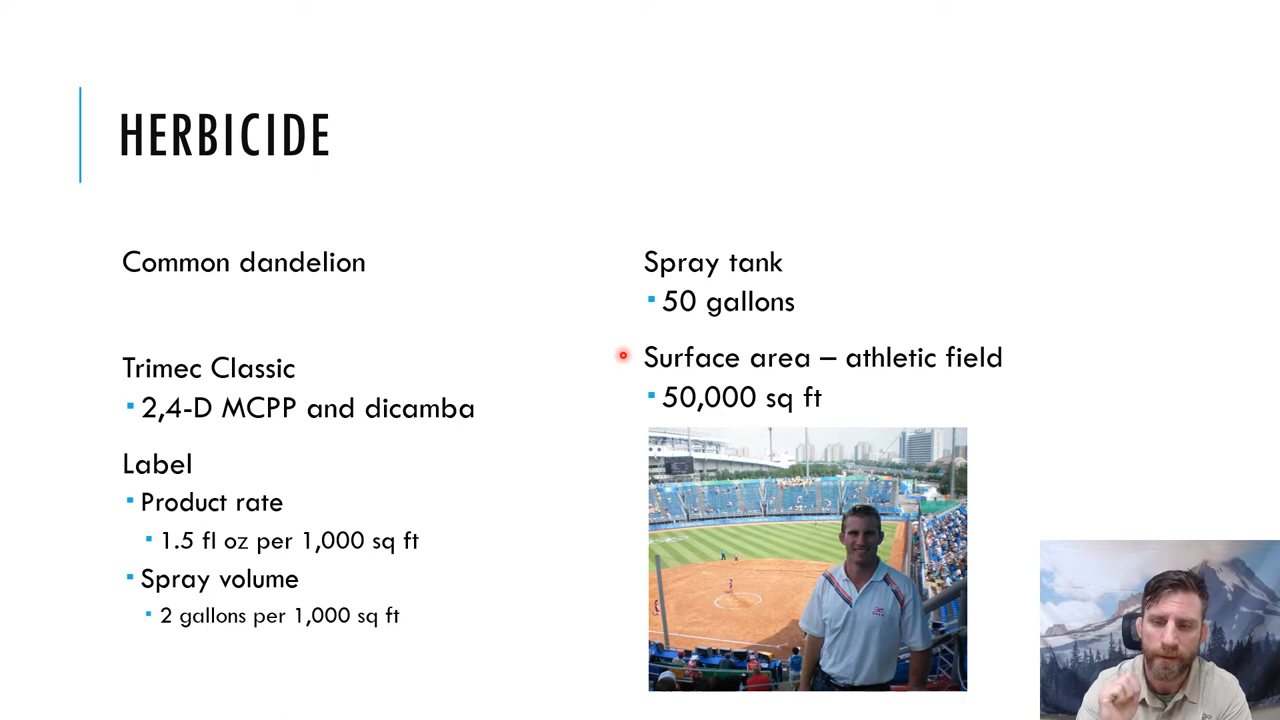 HERBICIDE
Common dandelion
Trimec Classic
2,4-D MCPP and dicamba
Label
Product rate
1.5 fl oz per 1,000 sq ft
Spray volume
2 gallons per 1,000 sq ft
Spray tank
50 gallons
Surface area – athletic field
50,000 sq ft